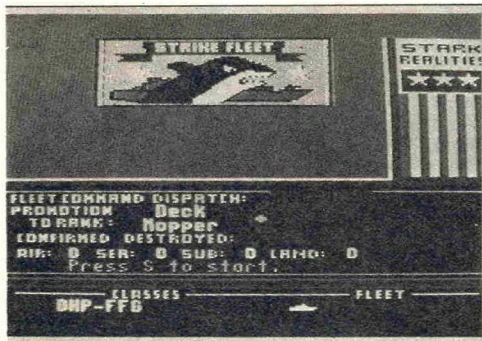 STRIKE FLEET
STARK
REALITIES
FLEET COMMAND DISPATCH:
PROMOTION Deck
TO RANK: Mopper
CONFIRMED DESTROYED:
AIR: 0 SEA: 0 SUB: 0 LAND: 0
Press S to start.
CLASSES FLEET
OHP-FFG